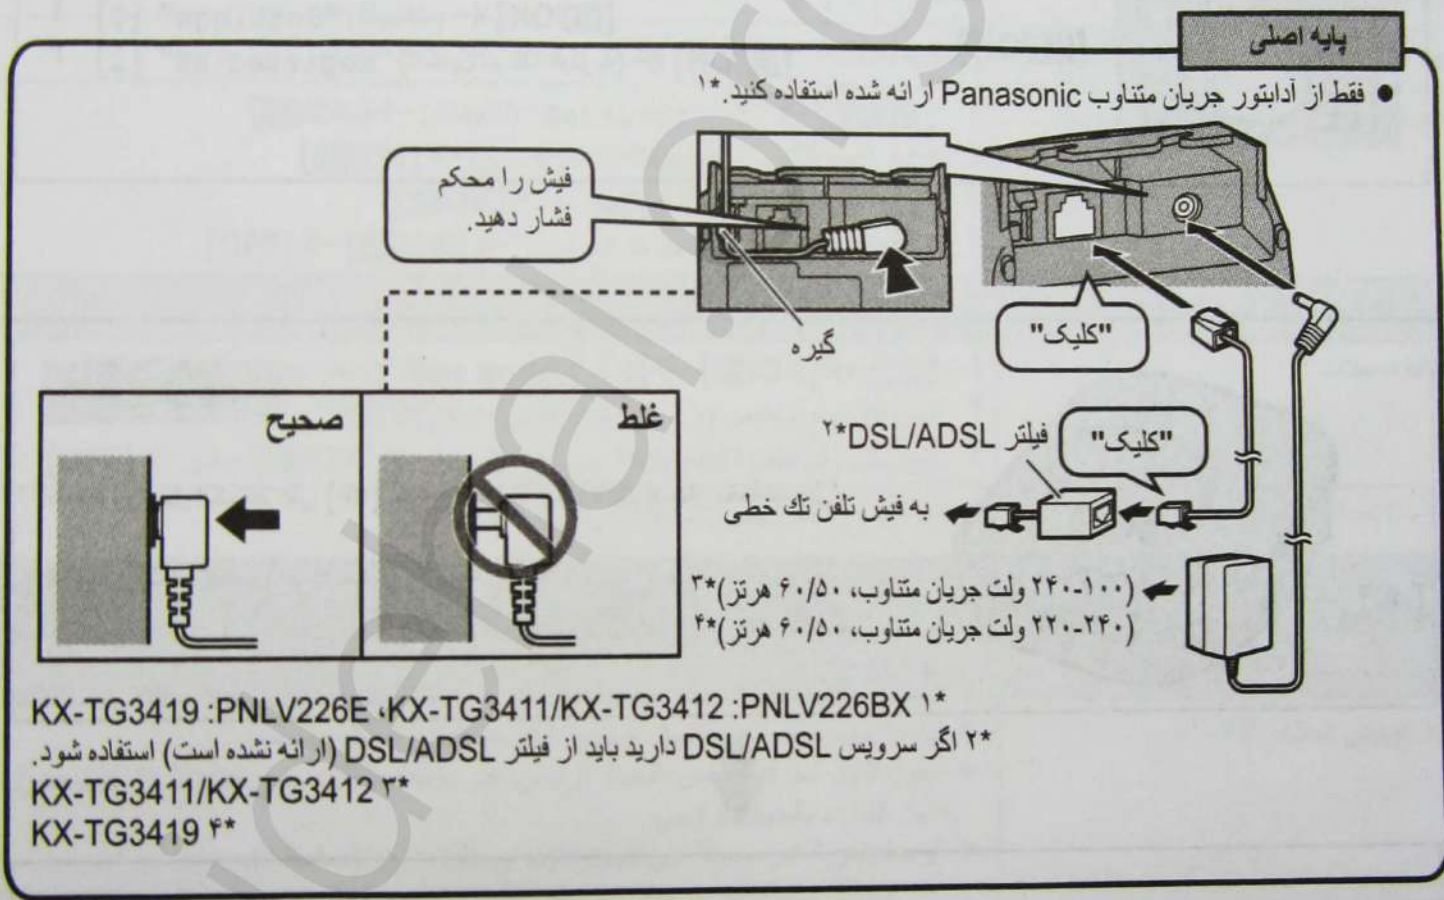 پایه اصلی
● فقط از آدابتور جریان متناوب Panasonic ارائه شده استفاده کنید.*۱
فیش را محکم
فشار دهید.
"کلیک"
گیره
صحیح
غلط
فیلتر DSL/ADSL*۲
"کلیک"
به فیش تلفن تك خطی
(۱۰۰-۲۴۰ ولت جریان متناوب، ۶۰/۵۰ هرتز)*۳
(۲۲۰-۲۴۰ ولت جریان متناوب، ۶۰/۵۰ هرتز)*۴
*۱ KX-TG3411/KX-TG3412 :PNLV226BX، KX-TG3419 :PNLV226E
*۲ اگر سرویس DSL/ADSL دارید باید از فیلتر DSL/ADSL (ارائه نشده است) استفاده شود.
*۳ KX-TG3411/KX-TG3412
*۴ KX-TG3419